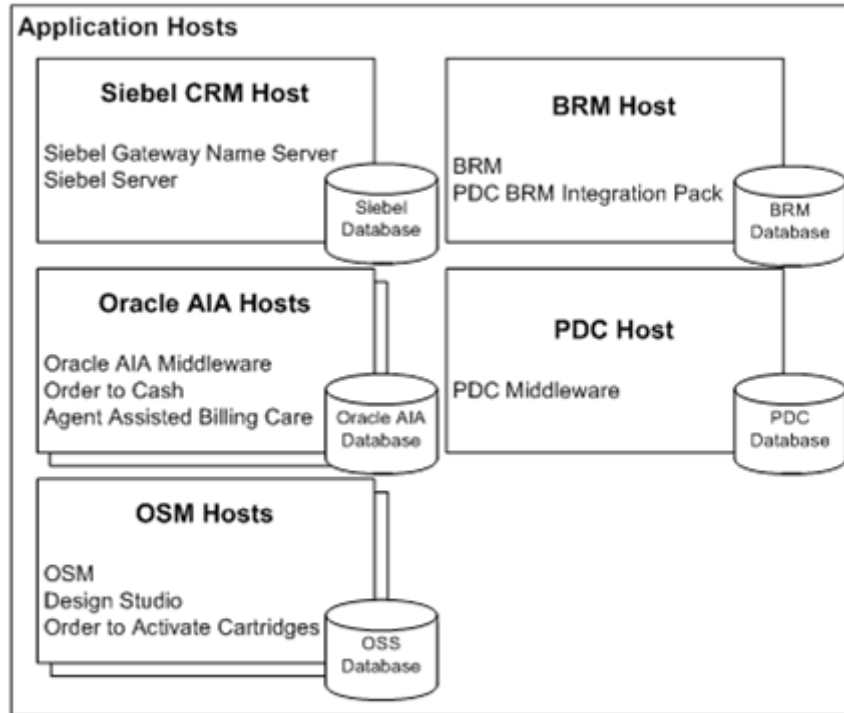 Application Hosts
Siebel CRM Host
Siebel Gateway Name Server
Siebel Server
Siebel
Database
BRM Host
BRM
PDC BRM Integration Pack
BRM
Database
Oracle AIA Hosts
Oracle AIA Middleware
Order to Cash
Agent Assisted Billing Care
Oracle AIA
Database
PDC Host
PDC Middleware
PDC
Database
OSM Hosts
OSM
Design Studio
Order to Activate Cartridges
OSS
Database